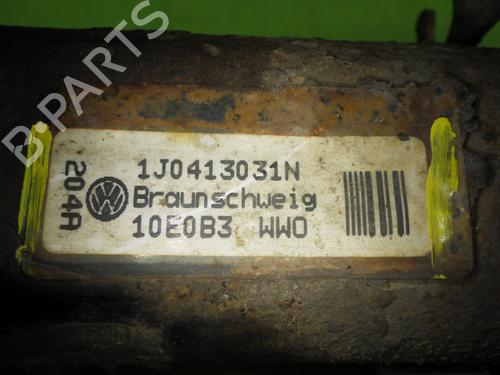 B-PARTS
204A
1J0413031N
Braunschweig
10E0B3 WWO